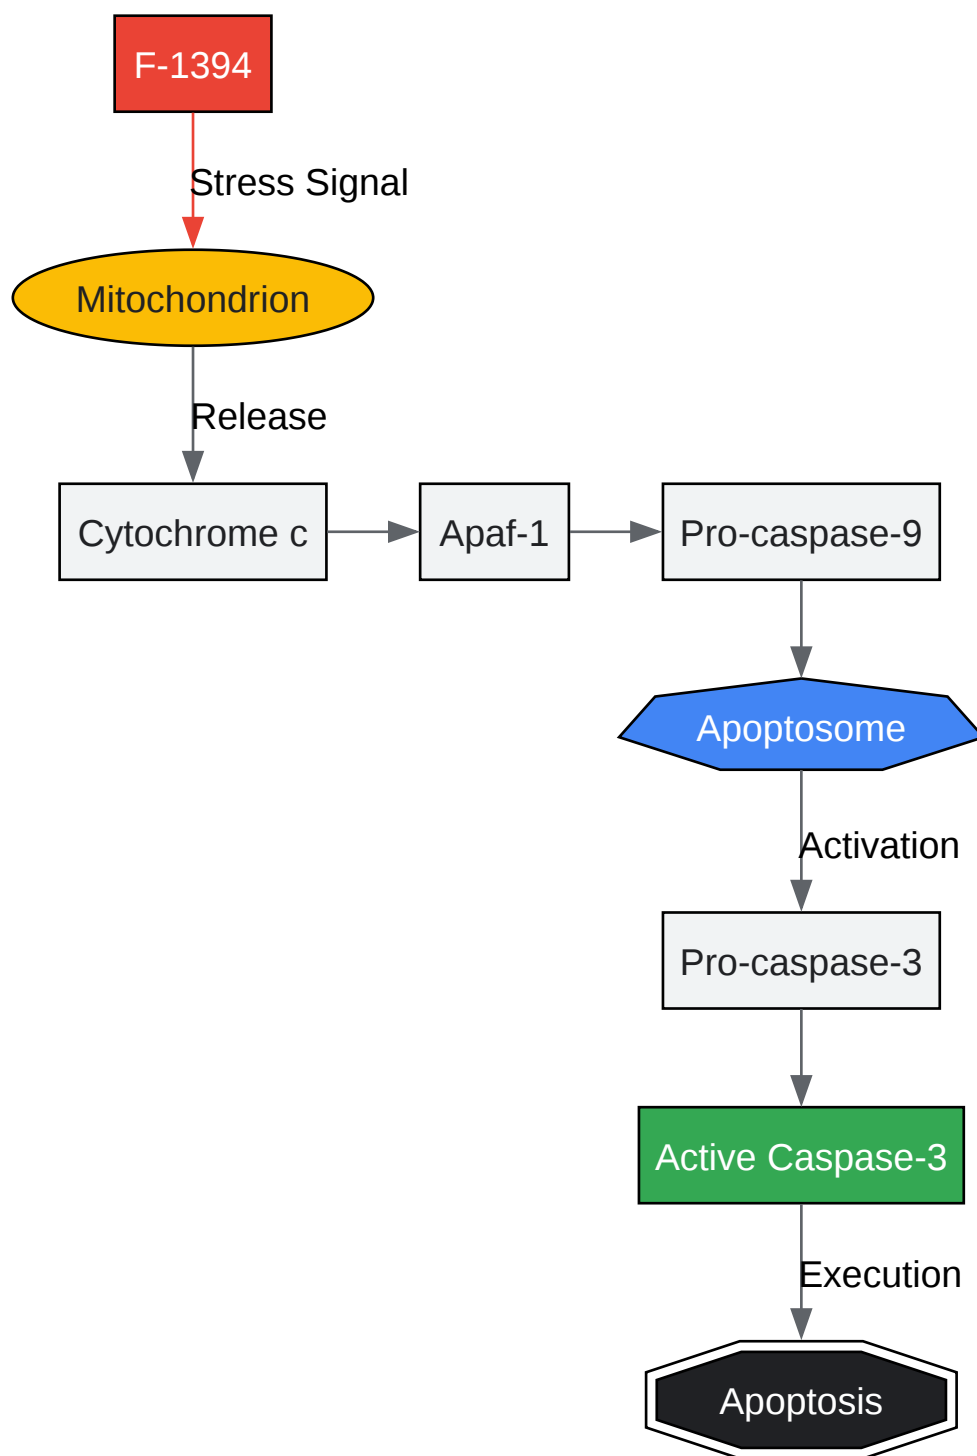 F-1394
Stress Signal
Mitochondrion
Release
Cytochrome c
Apaf-1
Pro-caspase-9
Apoptosome
Activation
Pro-caspase-3
Active Caspase-3
Execution
Apoptosis